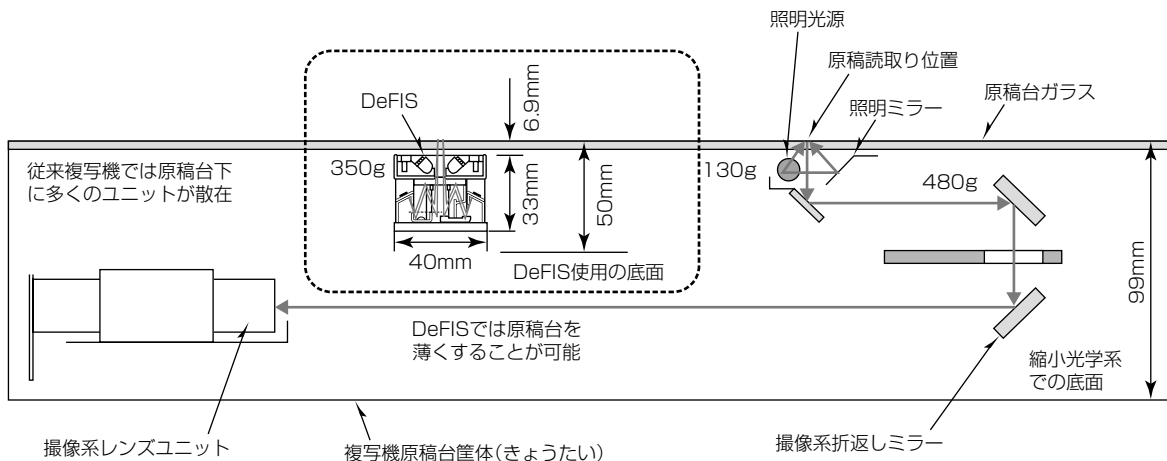 照明光源
原稿読取り位置
照明ミラー
原稿台ガラス
DeFIS
6.9mm
従来複写機では原稿台下
に多くのユニットが散在
350g
33mm
50mm
40mm
DeFIS使用の底面
130g
480g
99mm
DeFISでは原稿台を
薄くすることが可能
縮小光学系
での底面
撮像系レンズユニット
複写機原稿台筐体(きょうたい)
撮像系折返しミラー